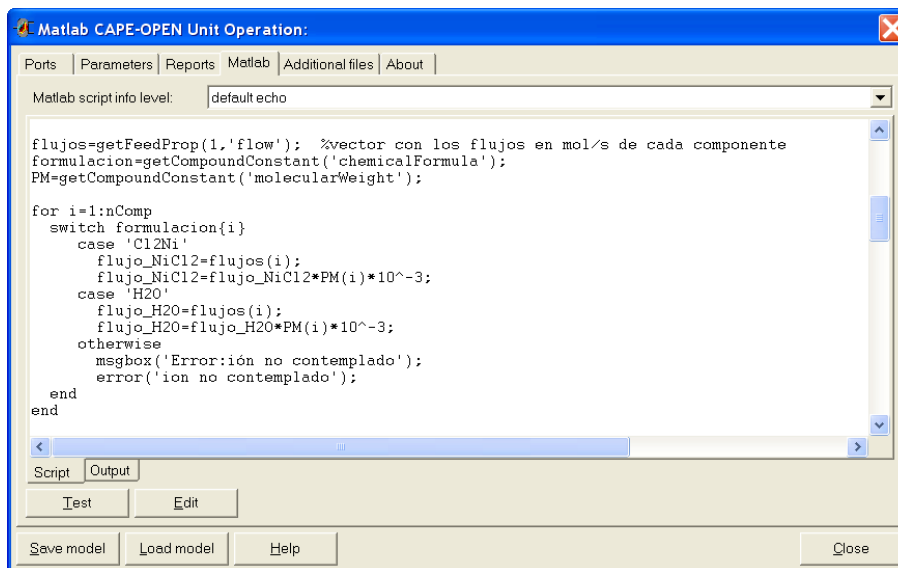 Matlab CAPE-OPEN Unit Operation:
Ports Parameters Reports Matlab Additional files About
Matlab script info level: default echo
flujos=getFeedProp(1,'flow');  %vector con los flujos en mol/s de cada componente
formulacion=getCompoundConstant('chemicalFormula');
PM=getCompoundConstant('molecularWeight');
for i=1:nComp
  switch formulacion{i}
     case 'Cl2Ni'
       flujo_NiCl2=flujos(i);
       flujo_NiCl2=flujo_NiCl2*PM(i)*10^-3;
     case 'H2O'
       flujo_H2O=flujos(i);
       flujo_H2O=flujo_H2O*PM(i)*10^-3;
     otherwise
       msgbox('Error:ión no contemplado');
       error('ion no contemplado');
  end
end
Script Output
Test Edit
Save model Load model Help Close